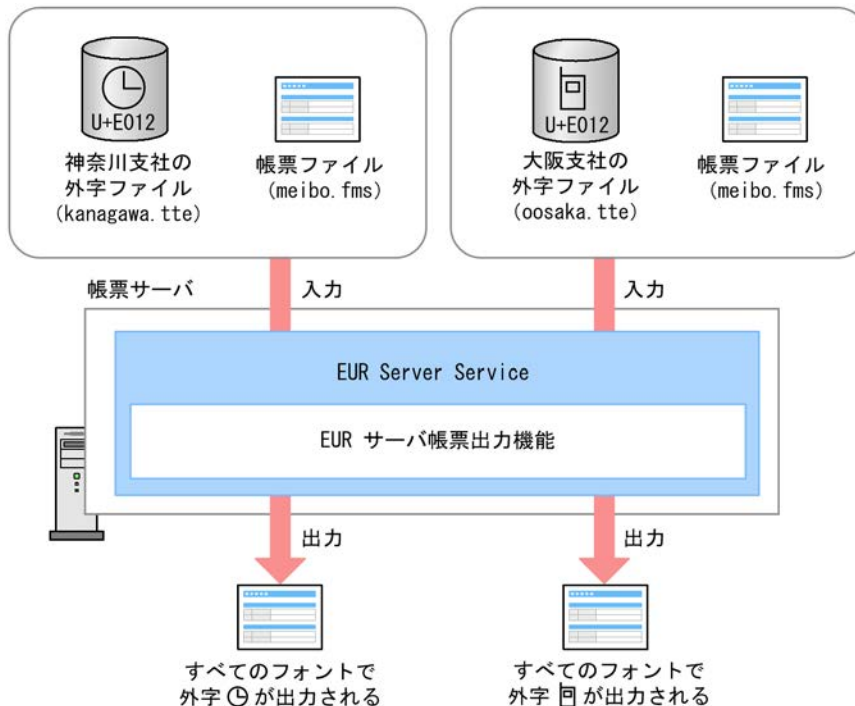 U+E012
神奈川支社の
外字ファイル
(kanagawa.tte)
帳票ファイル
(meibo.fms)
U+E012
大阪支社の
外字ファイル
(oosaka.tte)
帳票ファイル
(meibo.fms)
帳票サーバ
入力
入力
EUR Server Service
EUR サーバ帳票出力機能
出力
出力
すべてのフォントで
外字 が出力される
すべてのフォントで
外字 が出力される